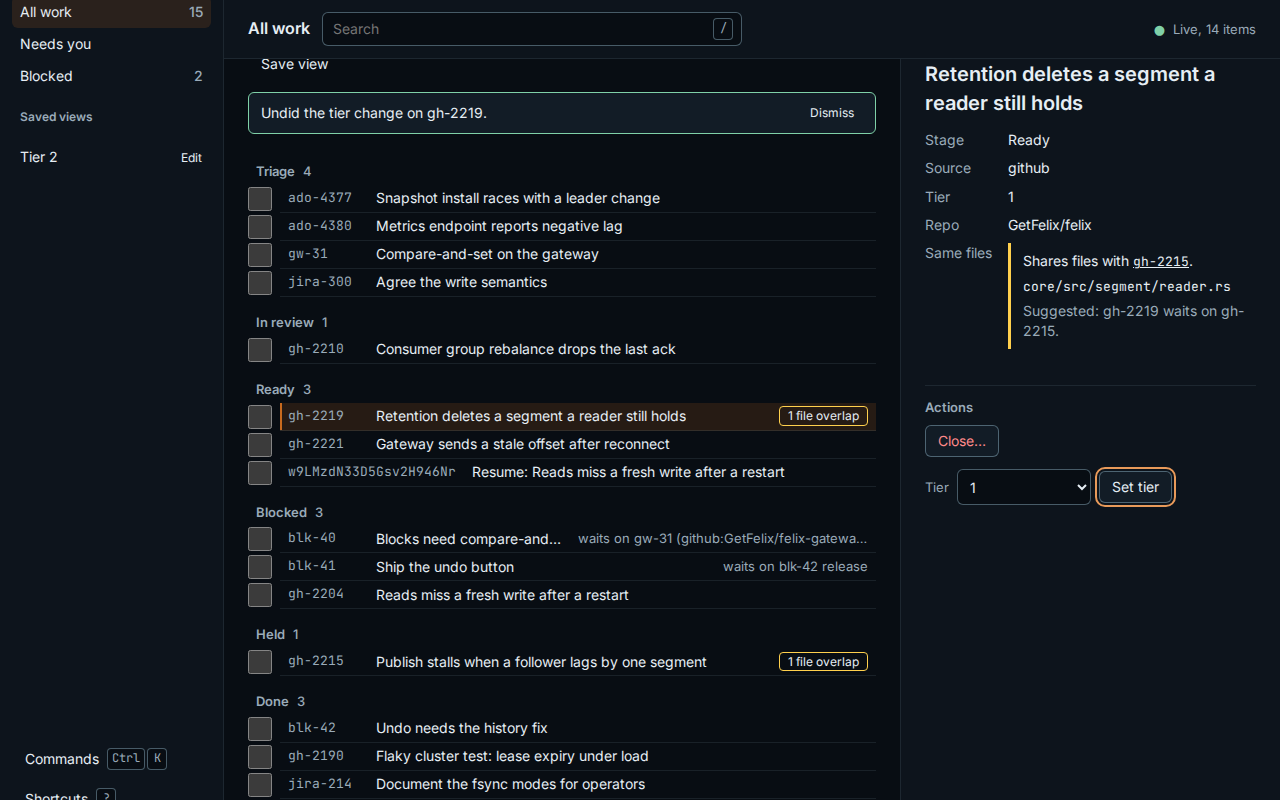 All work 15
Needs you
Blocked 2
Saved views
Tier 2 Edit
Commands Ctrl K
Shortcuts ?
All work Search /
Live, 14 items
Save view
Undid the tier change on gh-2219. Dismiss
Triage 4
ado-4377 Snapshot install races with a leader change
ado-4380 Metrics endpoint reports negative lag
gw-31 Compare-and-set on the gateway
jira-300 Agree the write semantics
In review 1
gh-2210 Consumer group rebalance drops the last ack
Ready 3
gh-2219 Retention deletes a segment a reader still holds 1 file overlap
gh-2221 Gateway sends a stale offset after reconnect
w9LMzdN33D5Gsv2H946Nr Resume: Reads miss a fresh write after a restart
Blocked 3
blk-40 Blocks need compare-and... waits on gw-31 (github:GetFelix/felix-gatewa...
blk-41 Ship the undo button waits on blk-42 release
gh-2204 Reads miss a fresh write after a restart
Held 1
gh-2215 Publish stalls when a follower lags by one segment 1 file overlap
Done 3
blk-42 Undo needs the history fix
gh-2190 Flaky cluster test: lease expiry under load
jira-214 Document the fsync modes for operators
Retention deletes a segment a
reader still holds
Stage Ready
Source github
Tier 1
Repo GetFelix/felix
Same files Shares files with gh-2215.
core/src/segment/reader.rs
Suggested: gh-2219 waits on gh-
2215.
Actions
Close...
Tier 1 Set tier